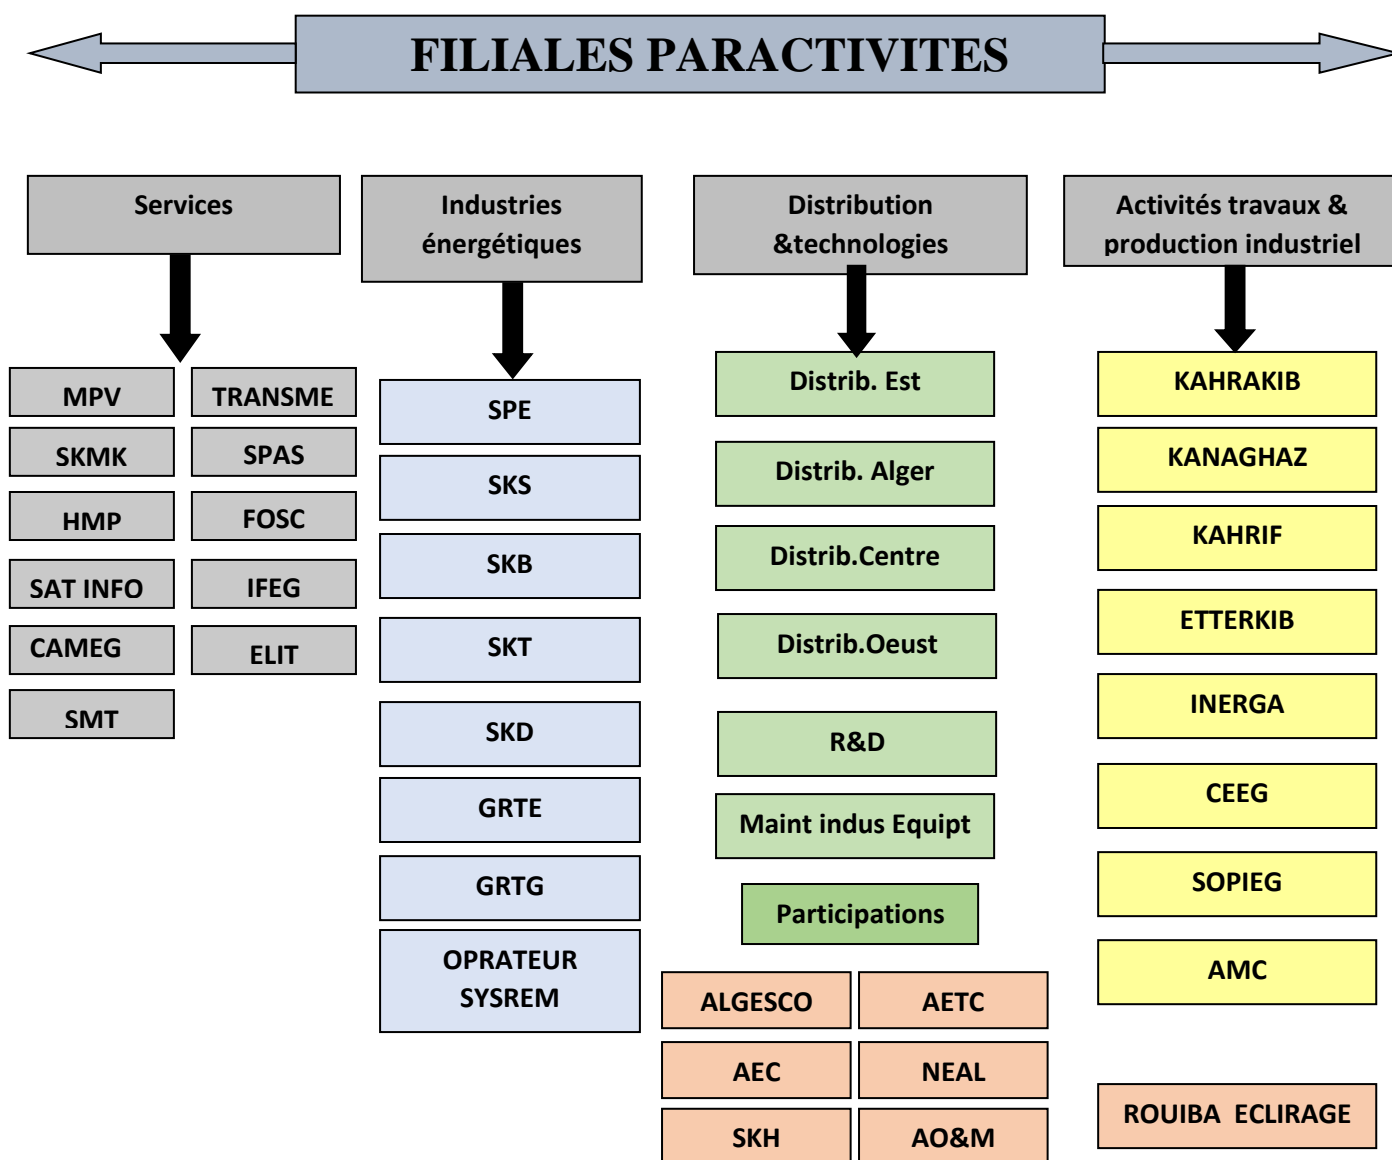 FILIALES PARACTIVITES
Services
Industries
énergétiques
Distribution
&technologies
Activités travaux &
production industriel
MPV
TRANSME
SKMK
SPAS
HMP
FOSC
SAT INFO
IFEG
CAMEG
ELIT
SMT
SPE
SKS
SKB
SKT
SKD
GRTE
GRTG
OPRATEUR
SYSREM
Distrib. Est
Distrib. Alger
Distrib.Centre
Distrib.Oeust
R&D
Maint indus Equipt
Participations
ALGESCO
AETC
AEC
NEAL
SKH
AO&M
KAHRAKIB
KANAGHAZ
KAHRIF
ETTERKIB
INERGA
CEEG
SOPIEG
AMC
ROUIBA ECLIRAGE